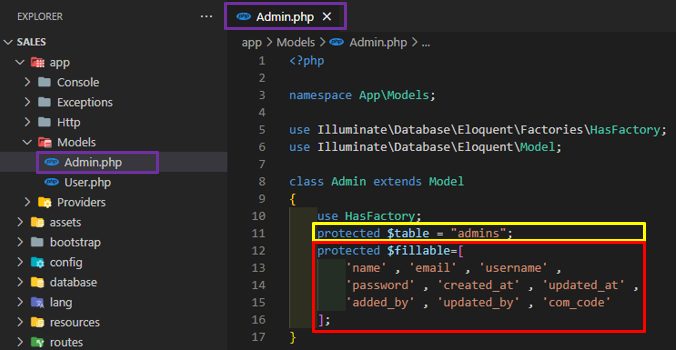 EXPLORER
SALES
app
Console
Exceptions
Http
Models
Admin.php
User.php
Providers
assets
bootstrap
config
database
lang
resources
routes
Admin.php
app > Models > Admin.php > ...
1 <?php
2
3 namespace App\Models;
4
5 use Illuminate\Database\Eloquent\Factories\HasFactory;
6 use Illuminate\Database\Eloquent\Model;
7
8 class Admin extends Model
9 {
10 use HasFactory;
11 protected $table = "admins";
12 protected $fillable=[
13 'name' , 'email' , 'username' ,
14 'password' , 'created_at' , 'updated_at' ,
15 'added_by' , 'updated_by' , 'com_code'
16 ];
17 }